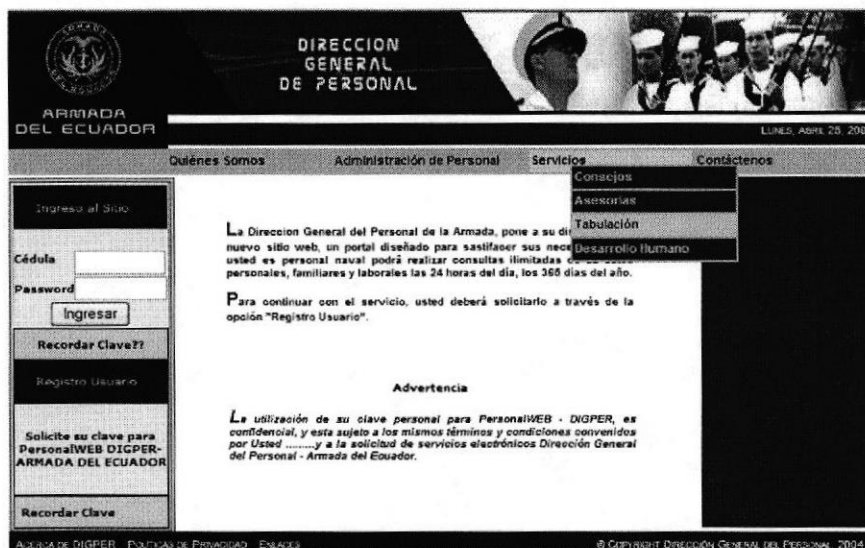 ARMADA
DEL ECUADOR
DIRECCION
GENERAL
DE PERSONAL
ARMADA
DEL ECUADOR
LUNES, ABRIL 26, 200
Quiénes Somos Administración de Personal Servicios Contáctenos
Consejos
Asesorias
Tabulación
Desarrollo Humano
Ingreso al Sitio
Cédula
Password
Ingresar
Recordar Clave??
Registro Usuario
Solicite su clave para
PersonalWEB DIGPER-
ARMADA DEL ECUADOR
Recordar Clave
La Direccion General del Personal de la Armada, pone a su
nuevo sitio web, un portal diseñado para sastifacer sus
usted es personal naval podrá realizar consultas ilimitadas
personales, familiares y laborales las 24 horas del día, los 365 días del año.
Para continuar con el servicio, usted deberá solicitarlo a través de la
opción "Registro Usuario".
Advertencia
La utilización de su clave personal para PersonalWEB - DIGPER, es
confidencial, y esta sujeto a los mismos términos y condiciones convenidos
por Usted ........y a la solicitud de servicios electrónicos Dirección General
del Personal - Armada del Ecuador.
ACERCA DE DIGPER POLITICAS DE PRIVACIDAD ENLACES © COPYRIGHT DIRECCIÓN GENERAL DEL PERSONAL, 2004